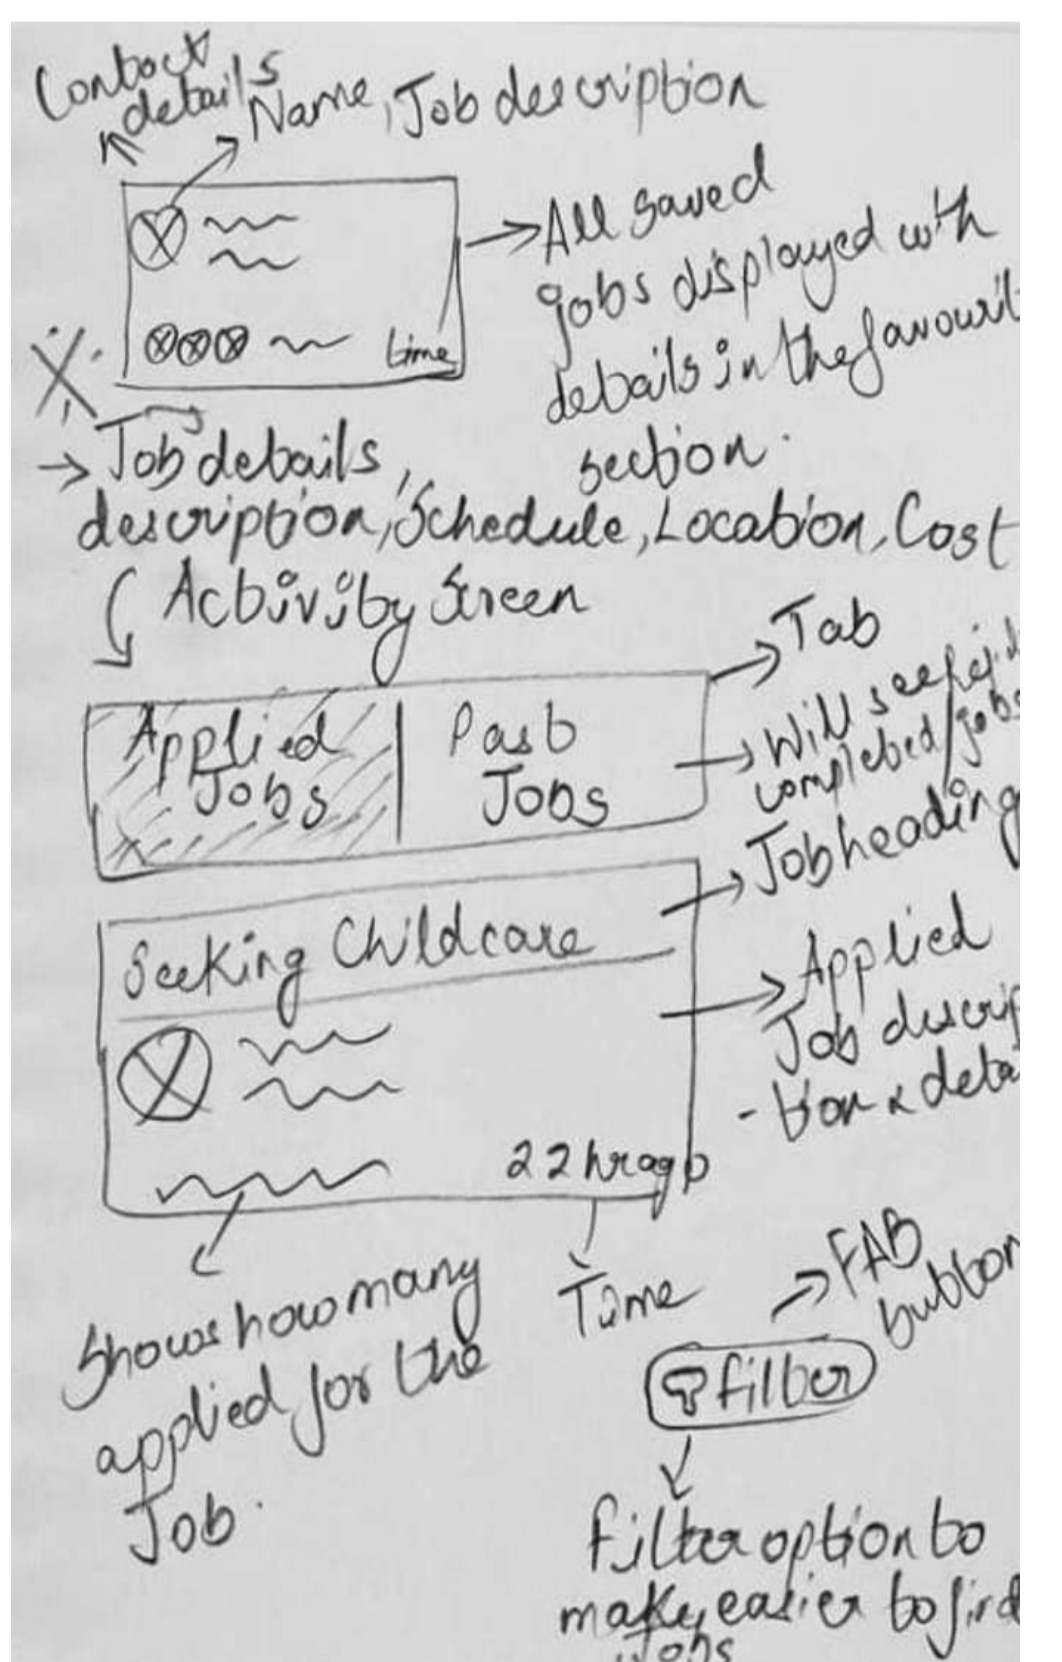 Contact
details
Name, Job description
All saved
jobs displayed with
details in the favourit
section.
time
Job details,
description, Schedule, Location, Cost
Activity Screen
Tab
Applied
Jobs
Past
Jobs
Will see
completed/jobs
Job heading
Seeking Childcare
Applied
Job descrip
-tion & deta
22hr ago
Shows how many
applied for the
Job.
Time
FAB
button
filter
filter option to
make easier to find
Jobs